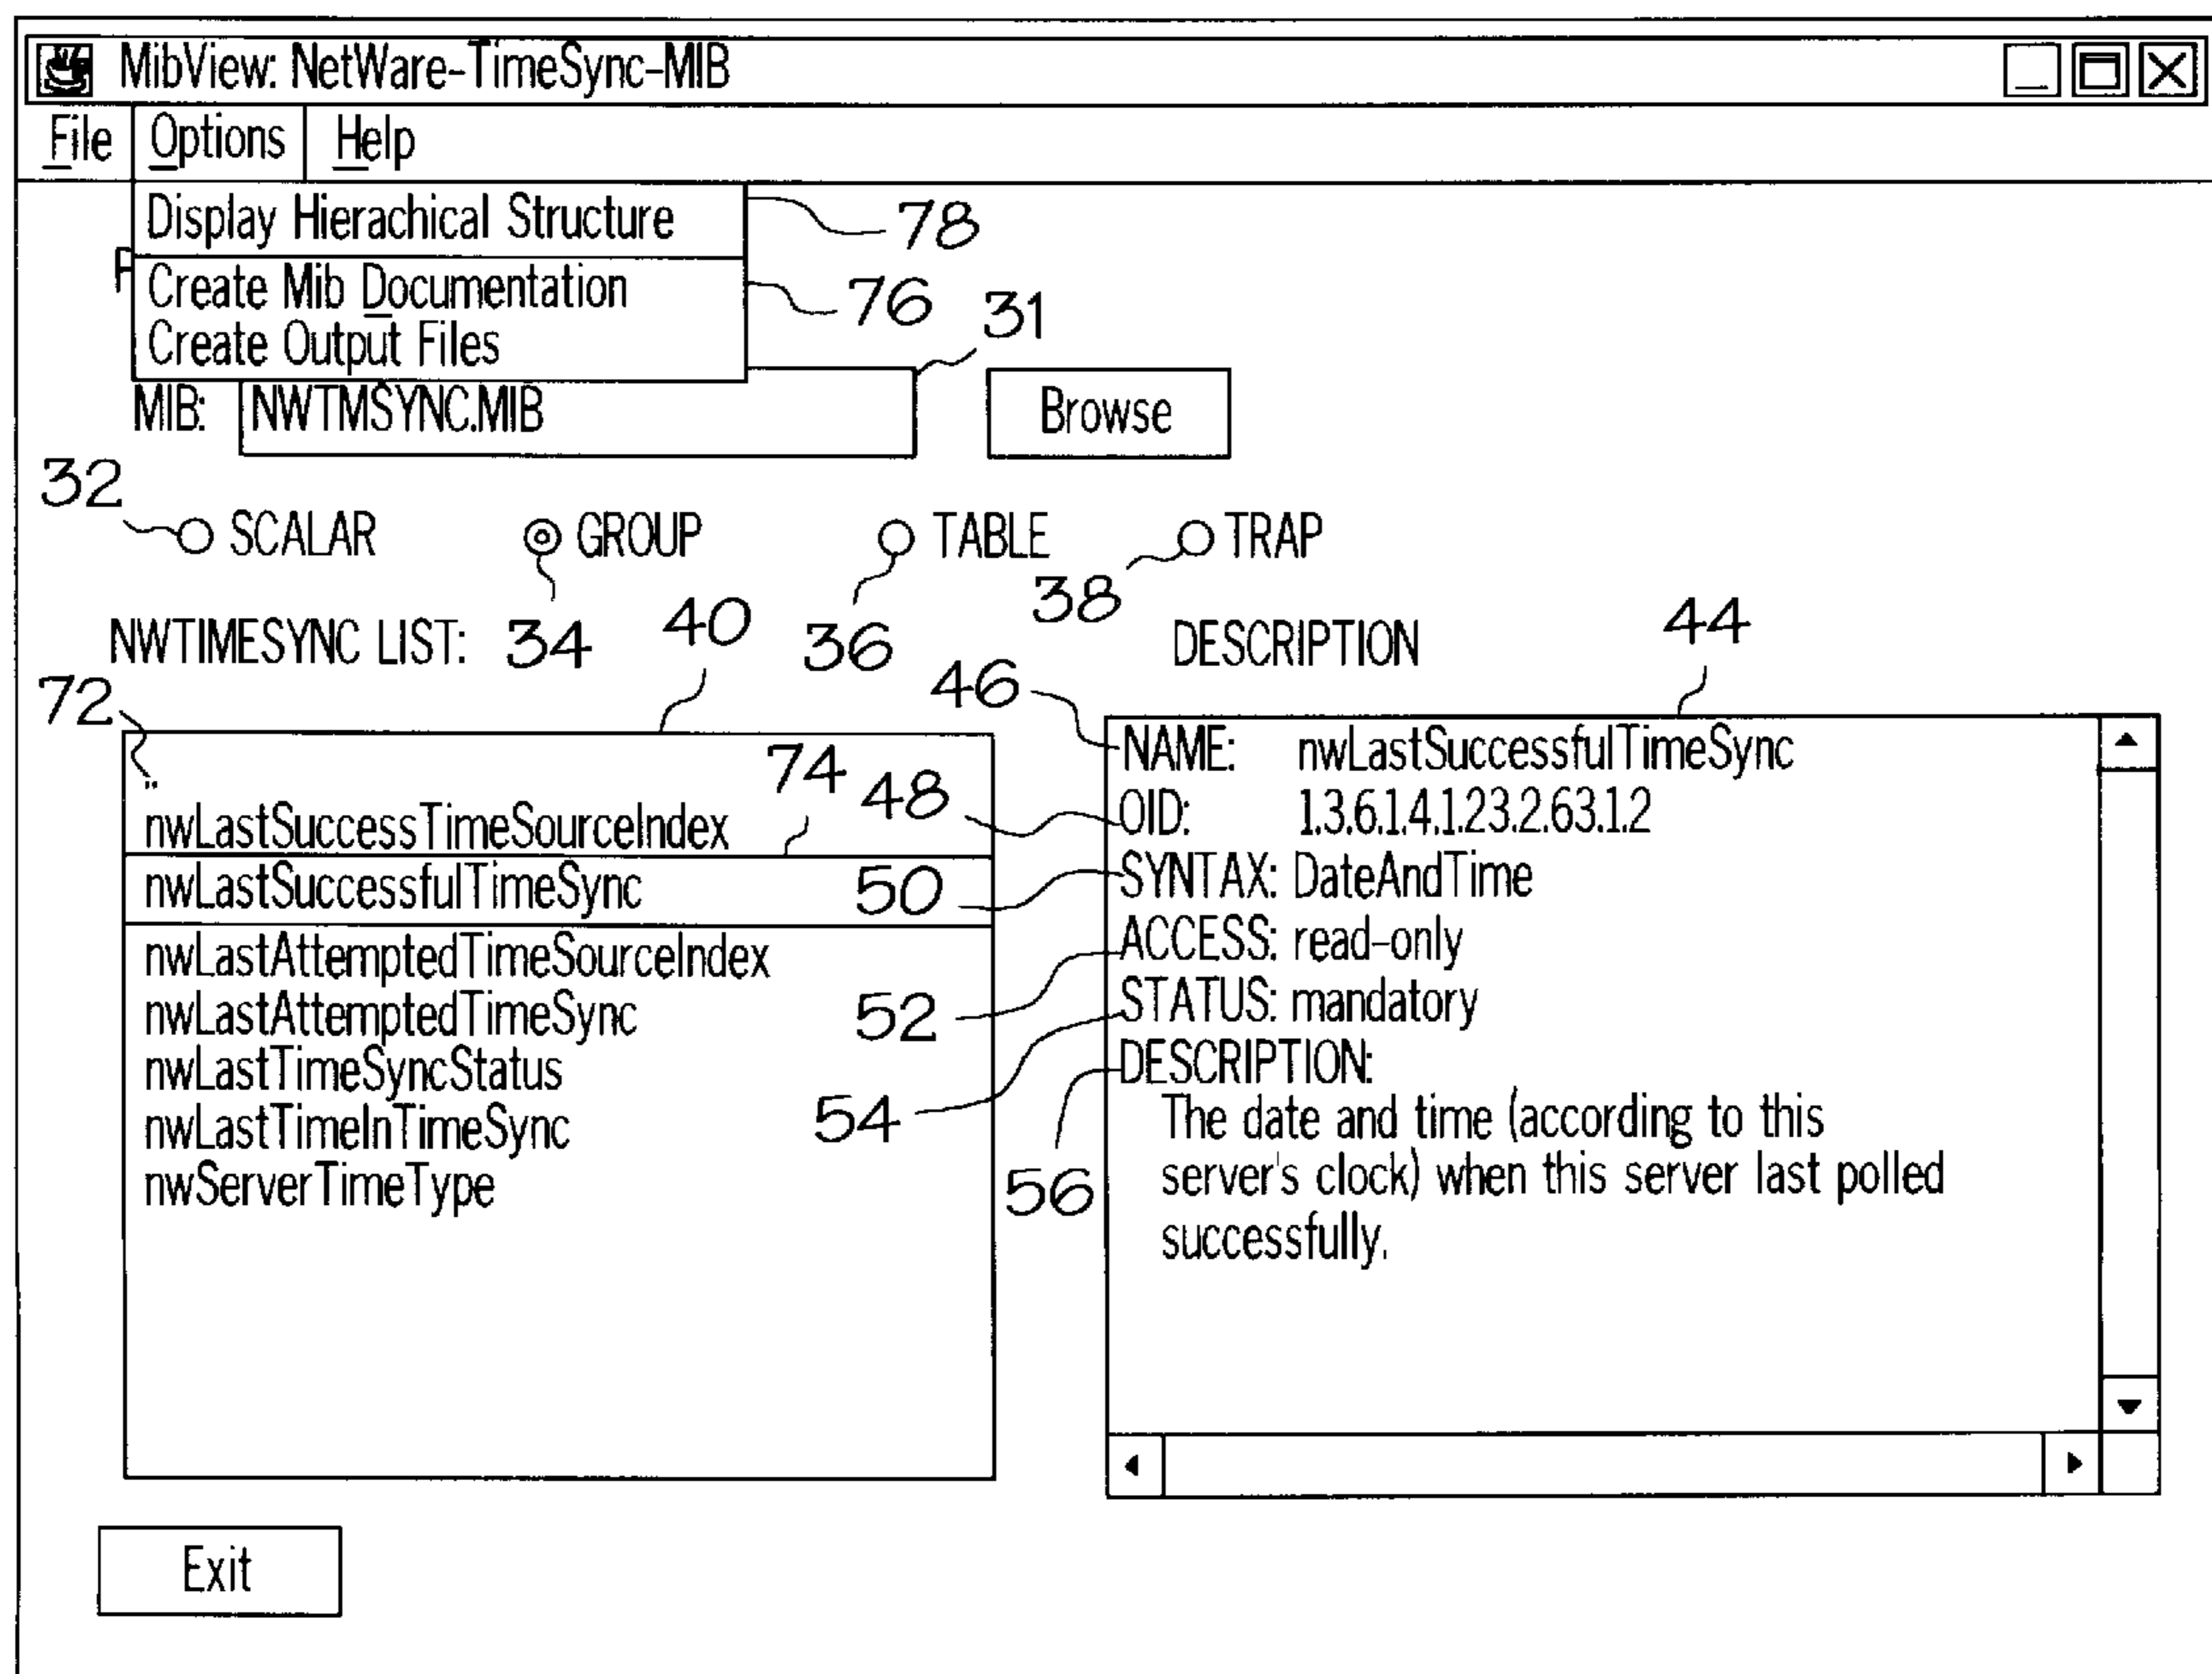 MibView: NetWare-TimeSync-MIB
File Options Help
Display Hierachical Structure
78
Create Mib Documentation
76
Create Output Files
31
MIB: NWTMSYNC.MIB Browse
32
SCALAR GROUP TABLE TRAP
38
NWTIMESYNC LIST: 34 40 36 DESCRIPTION 44
72
..
nwLastSuccessTimeSourceIndex
74
nwLastSuccessfulTimeSync
nwLastAttemptedTimeSourceIndex
nwLastAttemptedTimeSync
nwLastTimeSyncStatus
nwLastTimeInTimeSync
nwServerTimeType
46 NAME: nwLastSuccessfulTimeSync
48 OID: 1.3.6.1.4.1.23.2.63.1.2
50 SYNTAX: DateAndTime
52 ACCESS: read-only
54 STATUS: mandatory
56 DESCRIPTION:
The date and time (according to this
server's clock) when this server last polled
successfully.
Exit